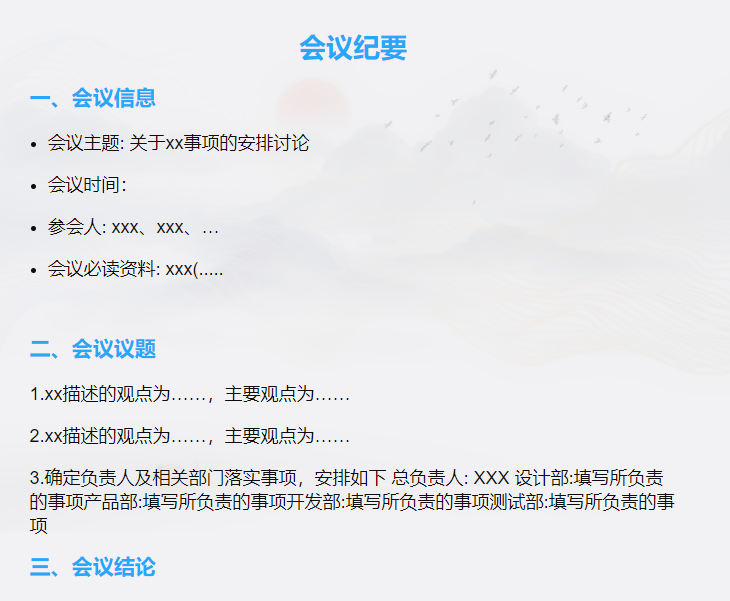 会议纪要
一、会议信息
• 会议主题: 关于xx事项的安排讨论
• 会议时间：
• 参会人: xxx、xxx、…
• 会议必读资料: xxx(.....
二、会议议题
1.xx描述的观点为……，主要观点为……
2.xx描述的观点为……，主要观点为……
3.确定负责人及相关部门落实事项，安排如下 总负责人: XXX 设计部:填写所负责
的事项产品部:填写所负责的事项开发部:填写所负责的事项测试部:填写所负责的事
项
三、会议结论